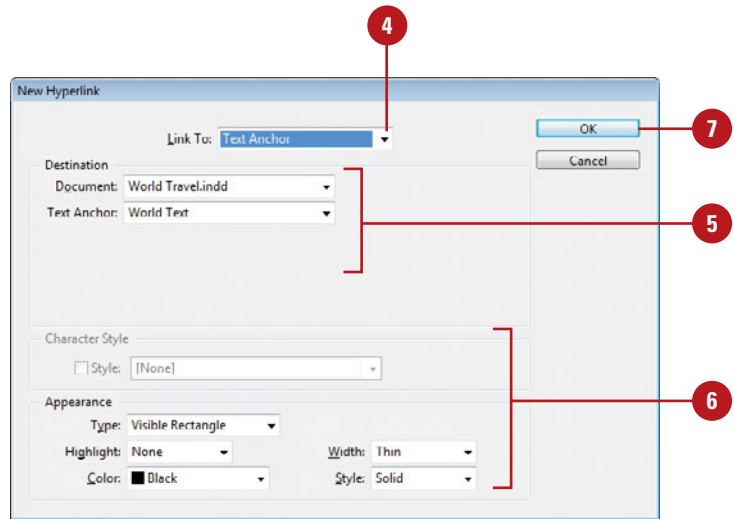 4
New Hyperlink
Link To: Text Anchor
OK
7
Cancel
Destination
Document: World Travel.indd
Text Anchor: World Text
5
Character Style
Style: [None]
6
Appearance
Type: Visible Rectangle
Highlight: None
Width: Thin
Color: Black
Style: Solid